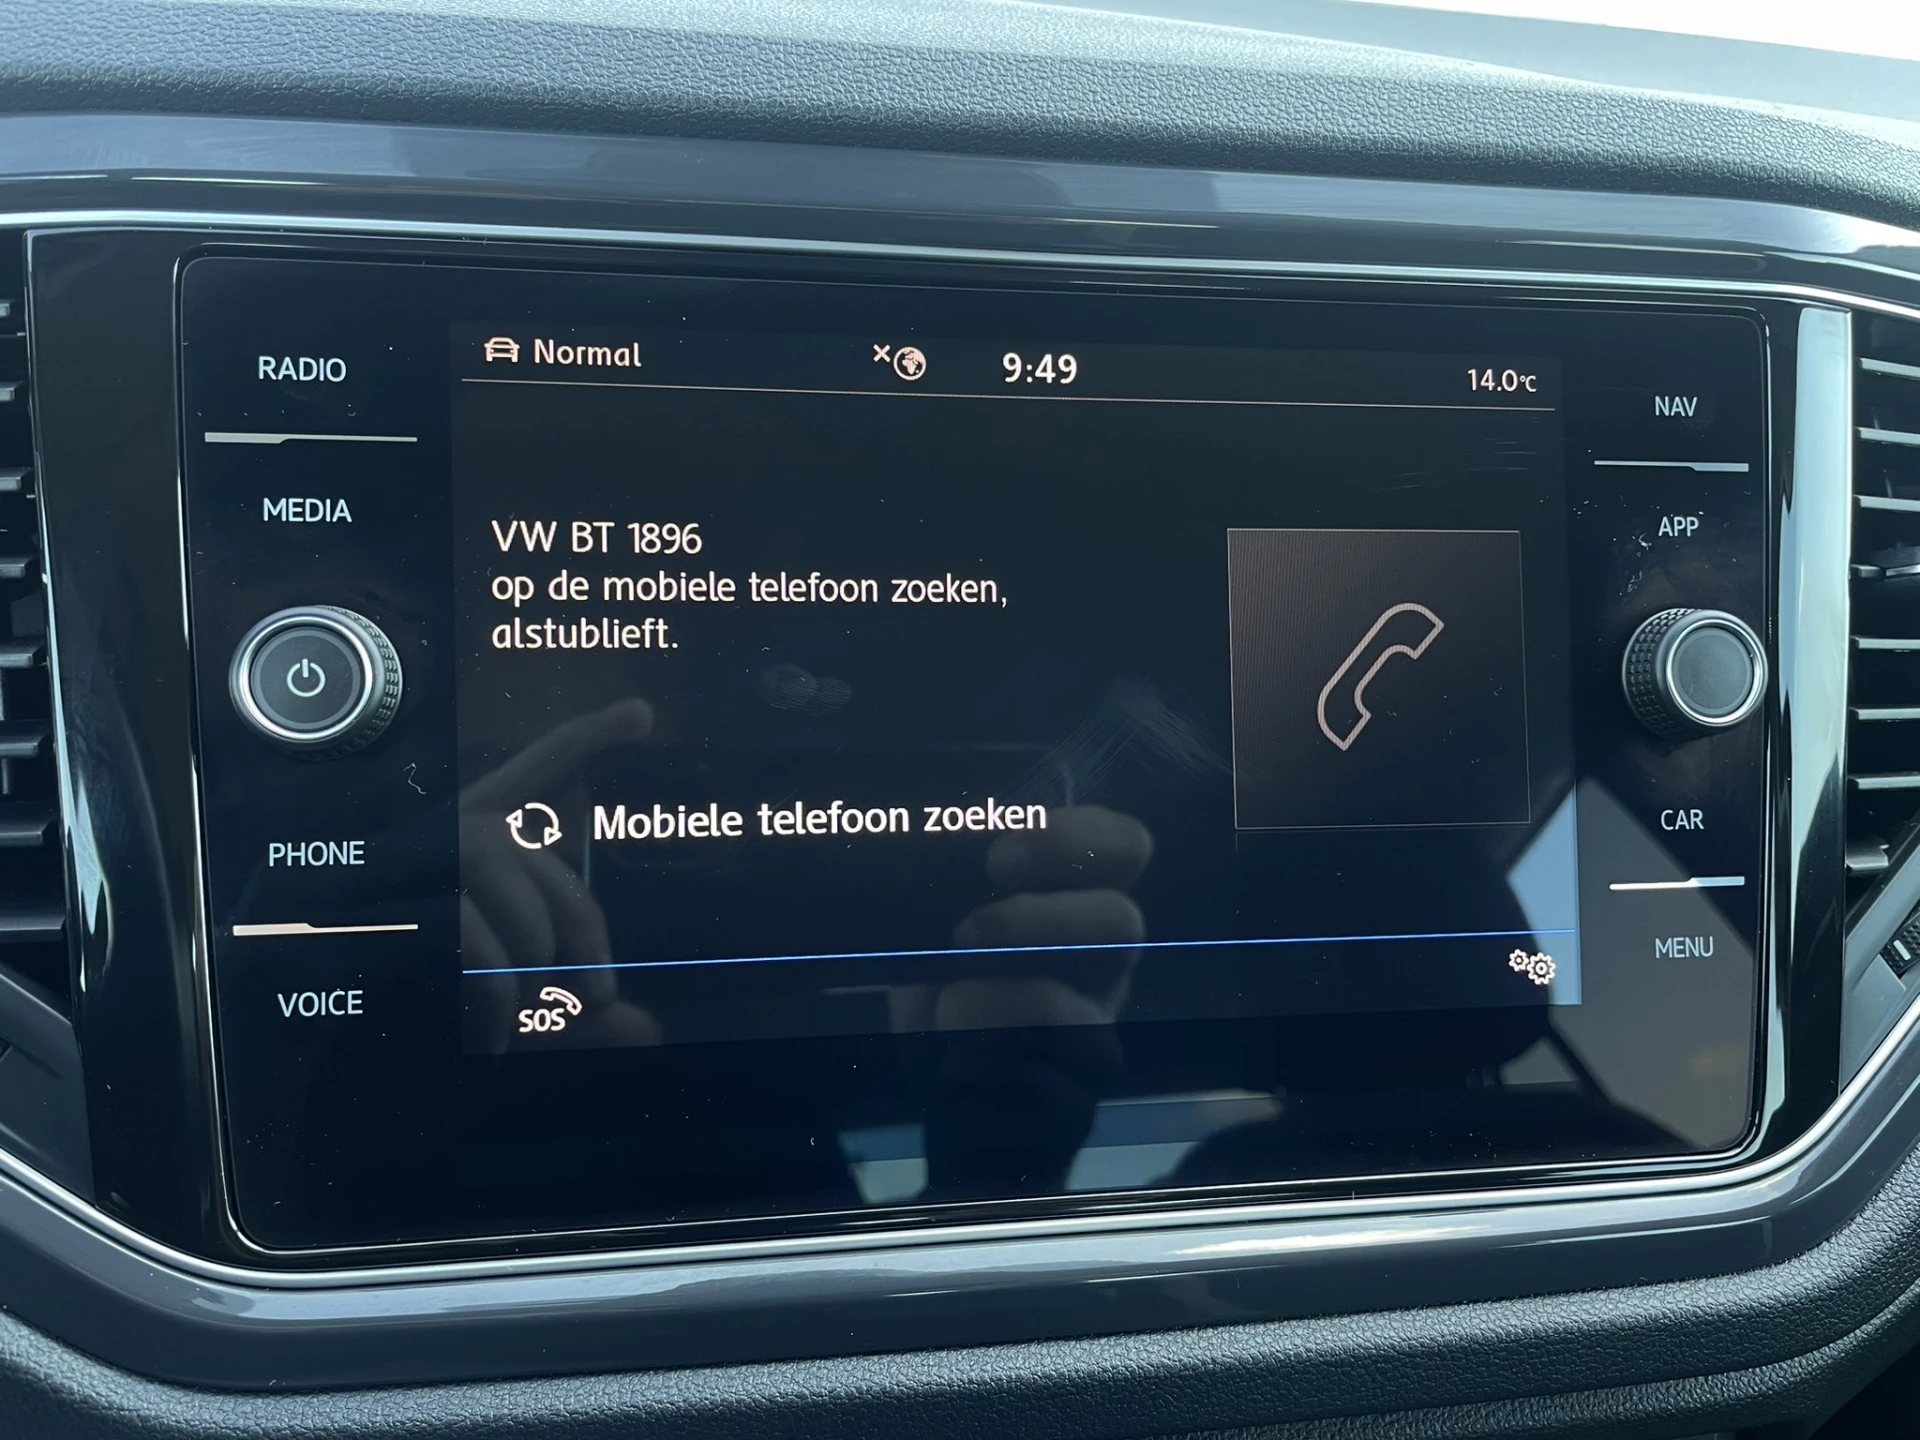 Normal
9:49
14.0°C
RADIO
MEDIA
PHONE
VOICE
VW BT 1896
op de mobiele telefoon zoeken,
alstublieft.
Mobiele telefoon zoeken
SOS
NAV
APP
CAR
MENU